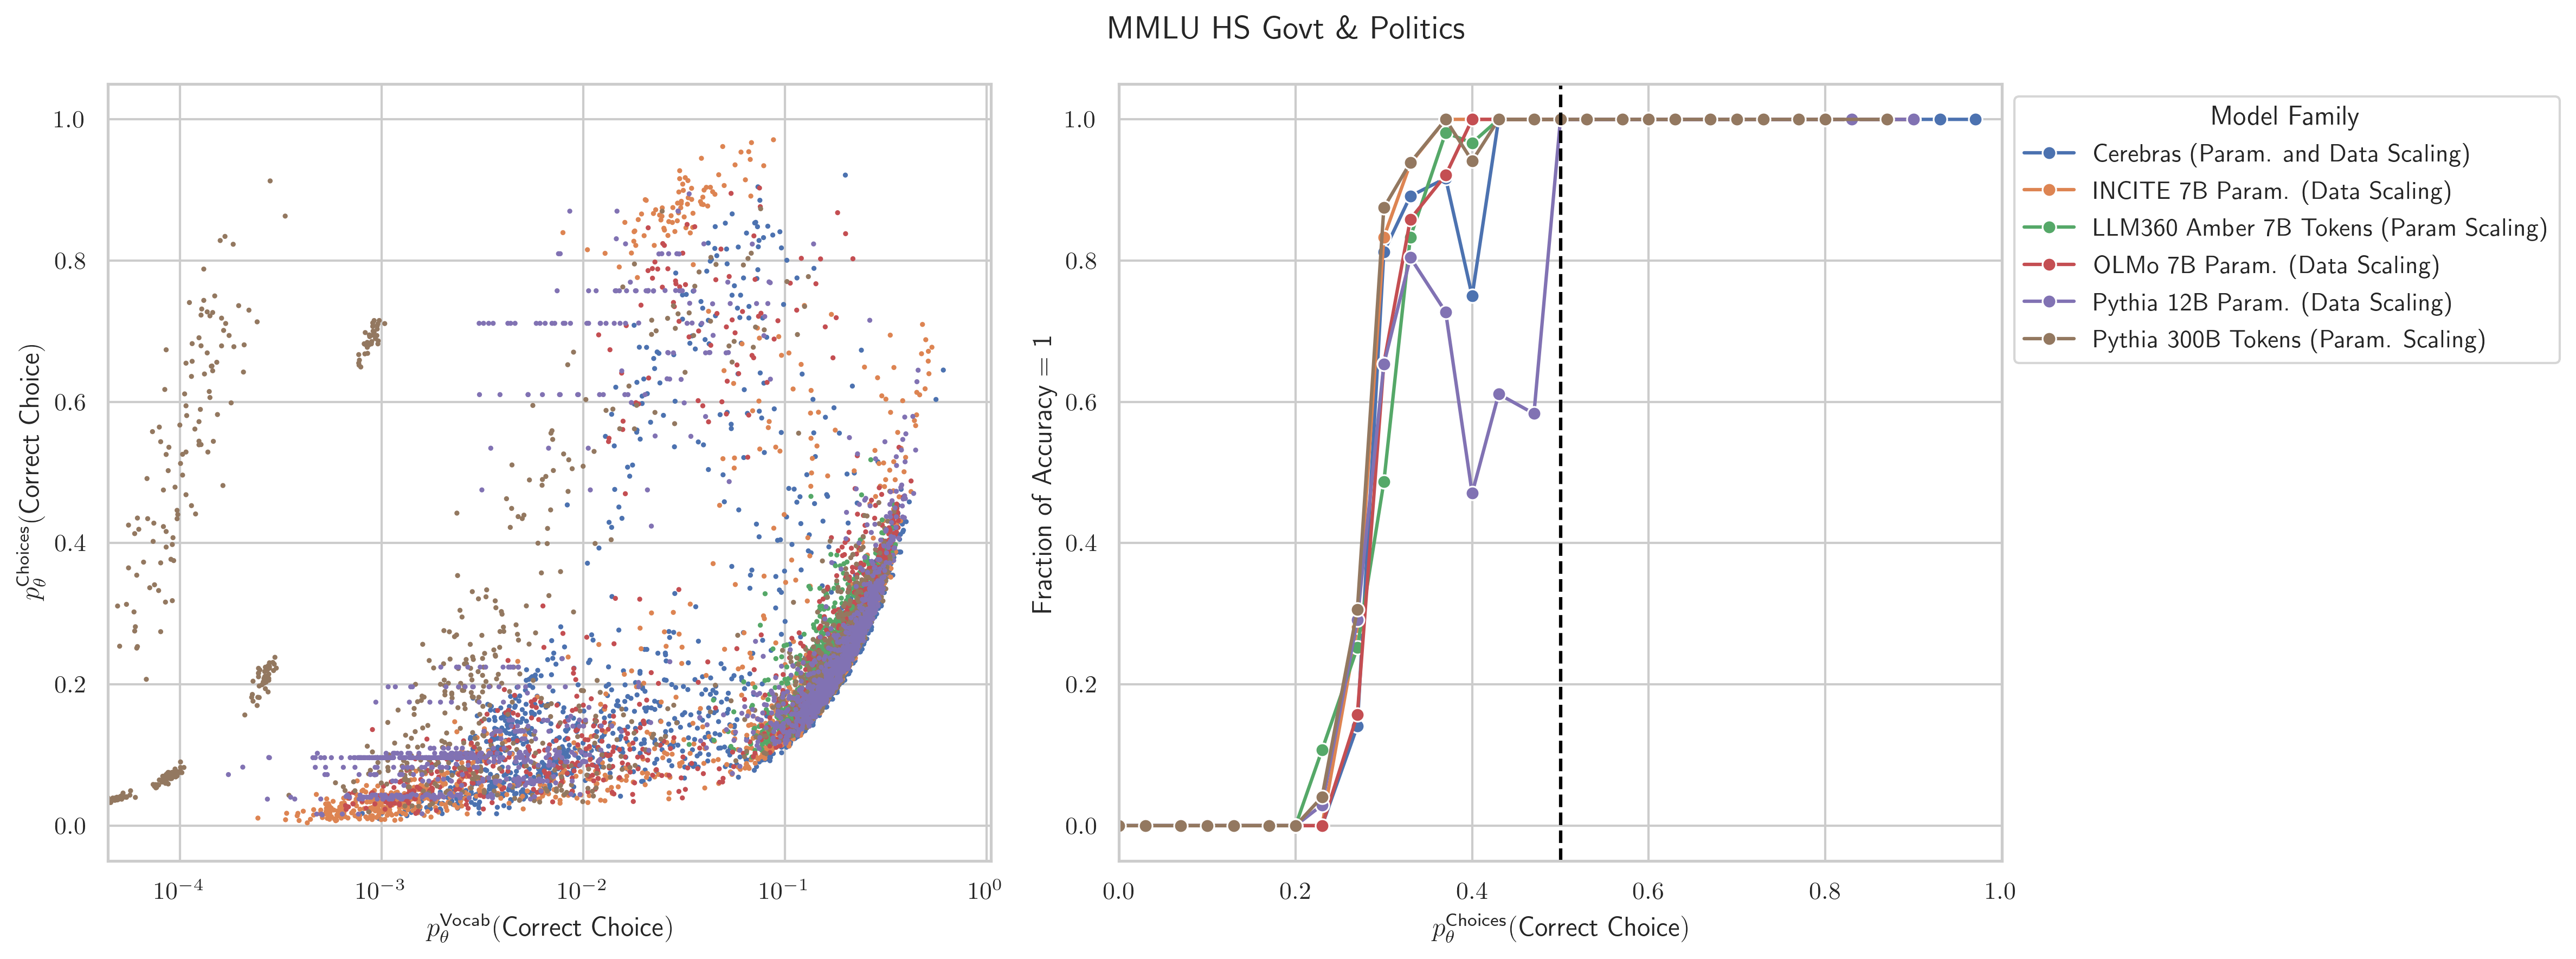 MMLU HS Govt & Politics
p_θ^Choices(Correct Choice)
1.0
0.8
0.6
0.4
0.2
0.0
10^−4
10^−3
10^−2
10^−1
10^0
p_θ^Vocab(Correct Choice)
Fraction of Accuracy = 1
1.0
0.8
0.6
0.4
0.2
0.0
0.0
0.2
0.4
0.6
0.8
1.0
p_θ^Choices(Correct Choice)
Model Family
Cerebras (Param. and Data Scaling)
INCITE 7B Param. (Data Scaling)
LLM360 Amber 7B Tokens (Param Scaling)
OLMo 7B Param. (Data Scaling)
Pythia 12B Param. (Data Scaling)
Pythia 300B Tokens (Param. Scaling)